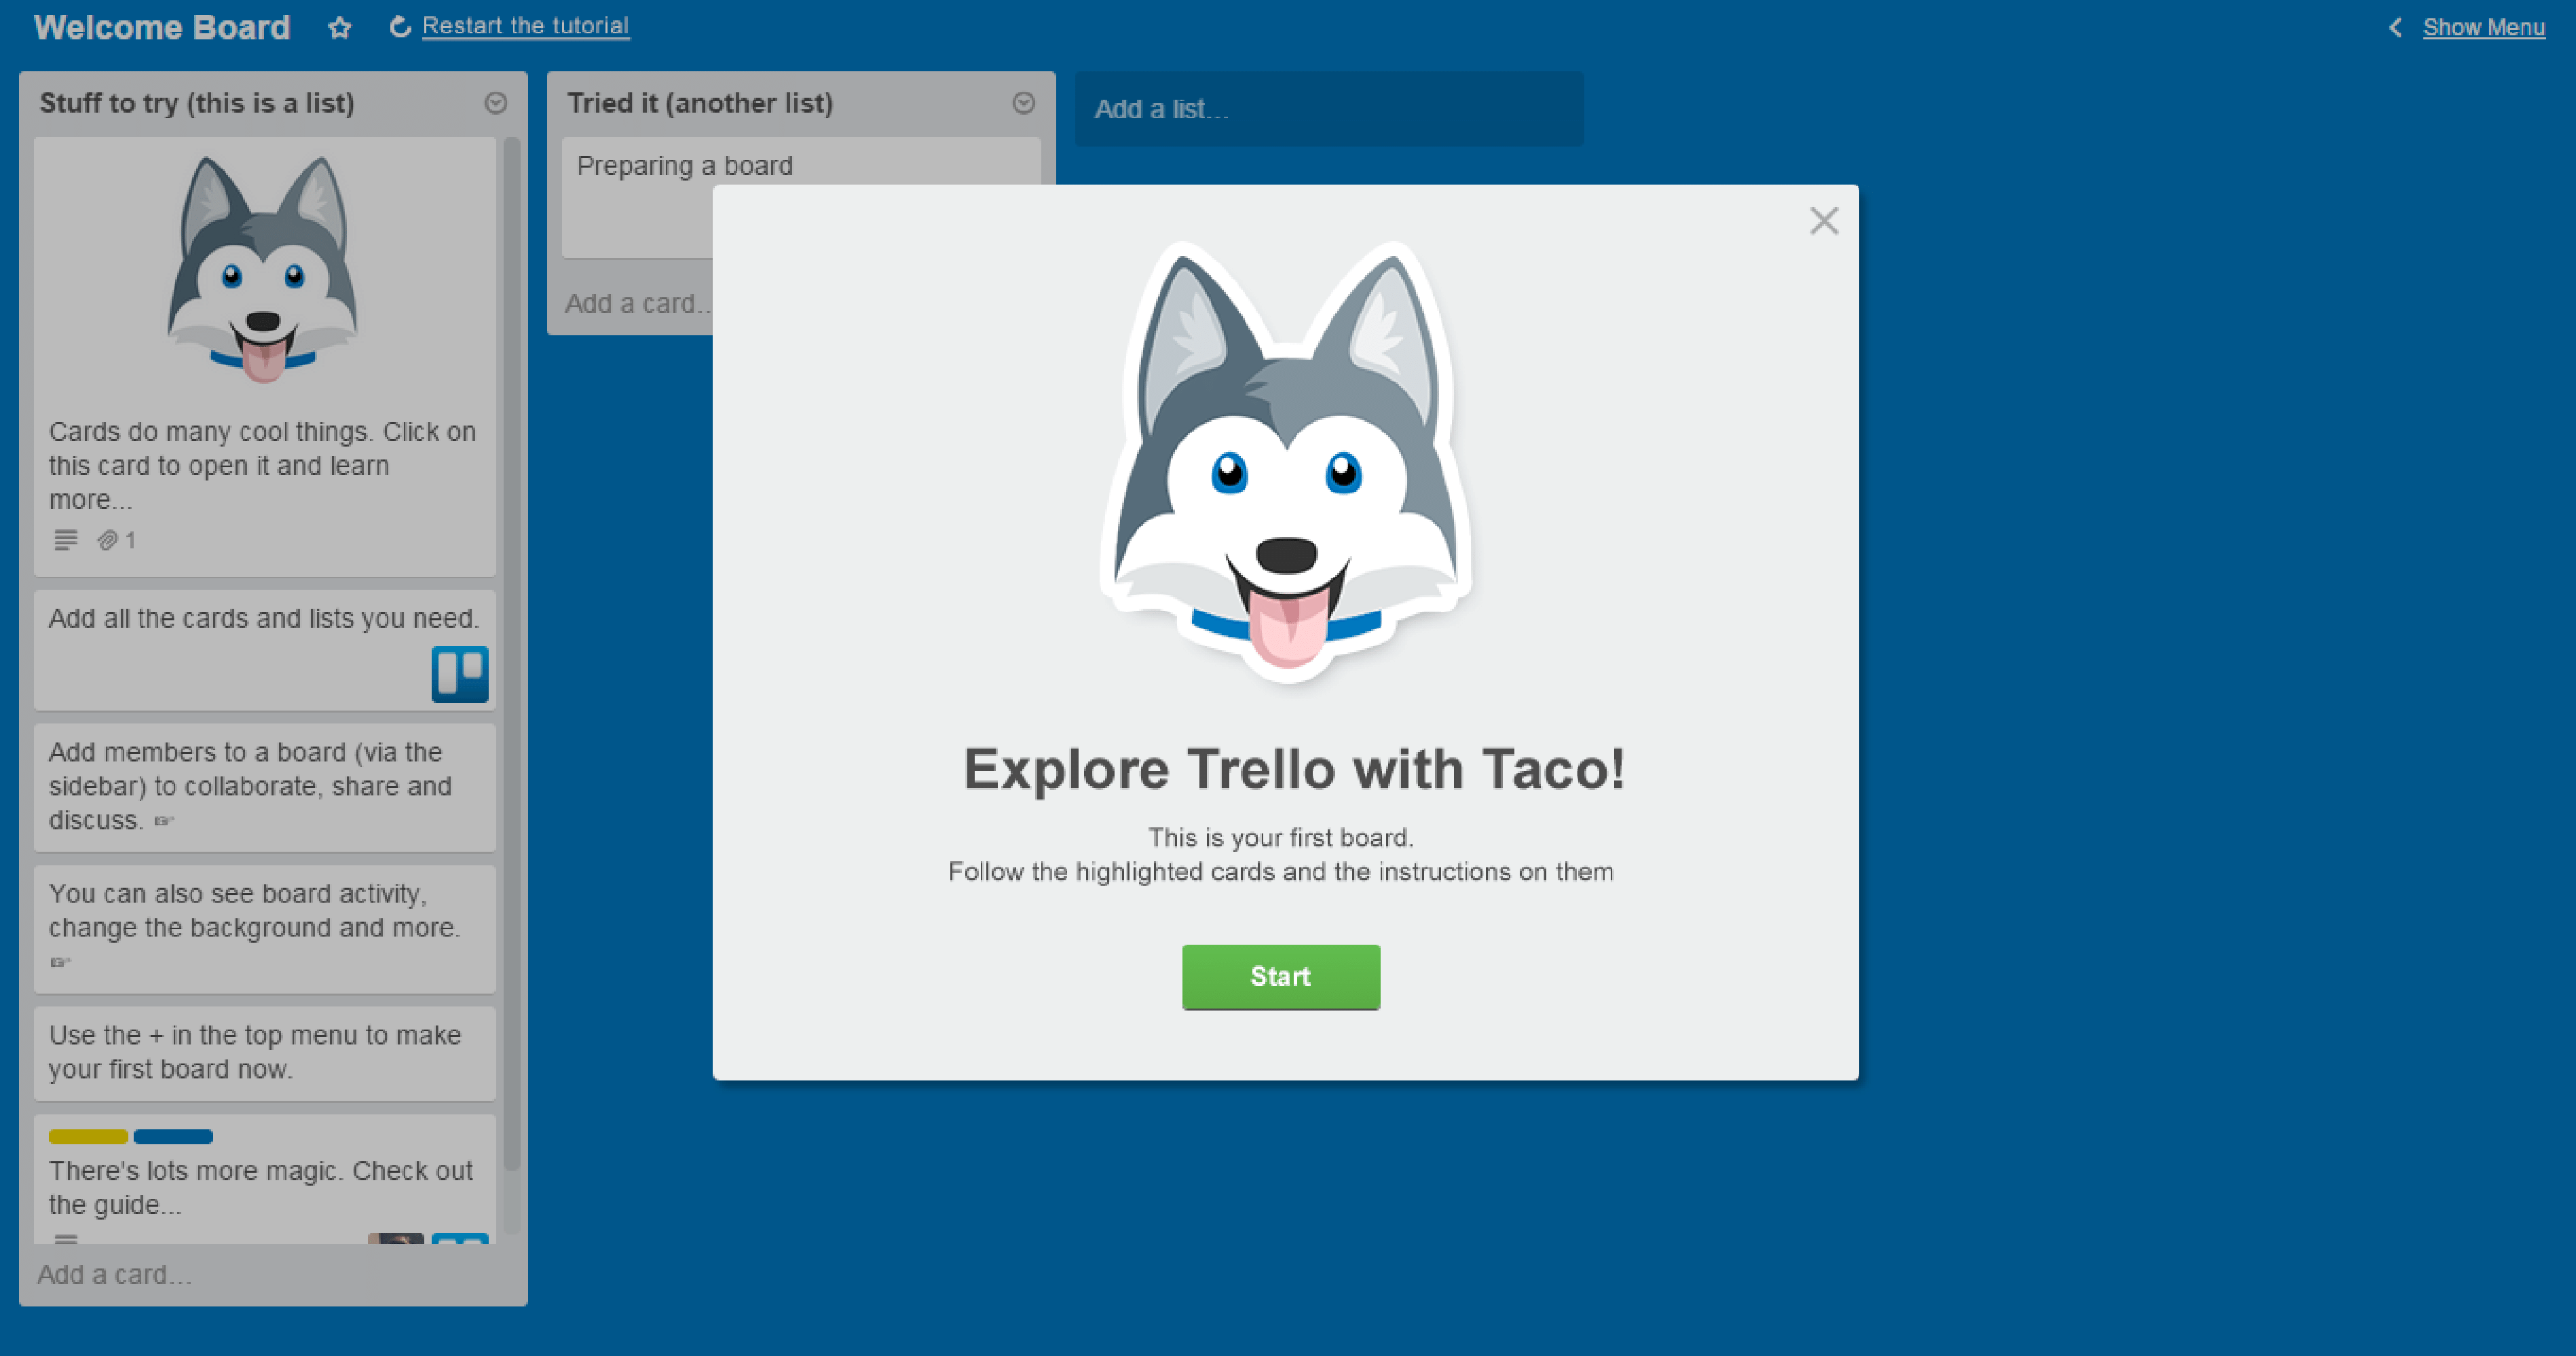 Welcome Board
Restart the tutorial
Show Menu
Stuff to try (this is a list)
Cards do many cool things. Click on
this card to open it and learn
more...
1
Add all the cards and lists you need.
Add members to a board (via the
sidebar) to collaborate, share and
discuss. ☞
You can also see board activity,
change the background and more.
☞
Use the + in the top menu to make
your first board now.
There's lots more magic. Check out
the guide...
Add a card...
Tried it (another list)
Preparing a board
Add a card..
Add a list...
Explore Trello with Taco!
This is your first board.
Follow the highlighted cards and the instructions on them
Start